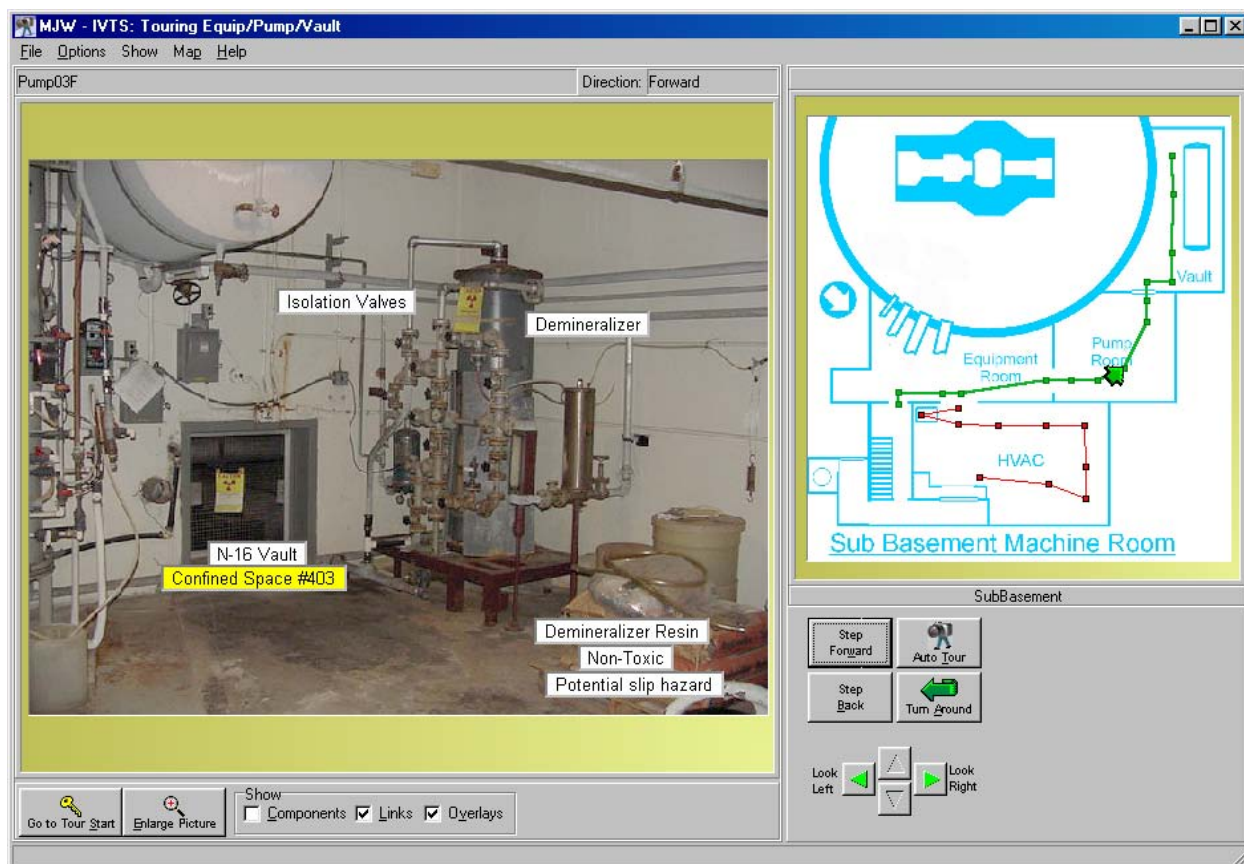 MJW - IVTS: Touring Equip/Pump/Vault
File Options Show Map Help
Pump03F
Direction: Forward
Isolation Valves
Demineralizer
N-16 Vault
Confined Space #403
Demineralizer Resin
Non-Toxic
Potential slip hazard
Vault
Pump
Room
Equipment
Room
HVAC
Sub Basement Machine Room
SubBasement
Step
Forward
Auto Tour
Step
Back
Turn Around
Look
Left
Look
Right
Go to Tour Start
Enlarge Picture
Show
Components
Links
Overlays